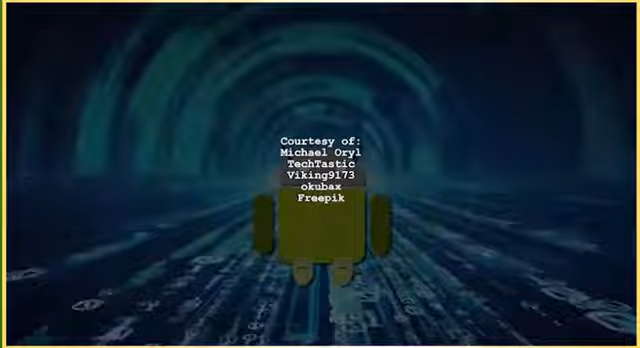 Courtesy of:
Michael Oryl
TechTastic
Viking9173
okubax
Freepik